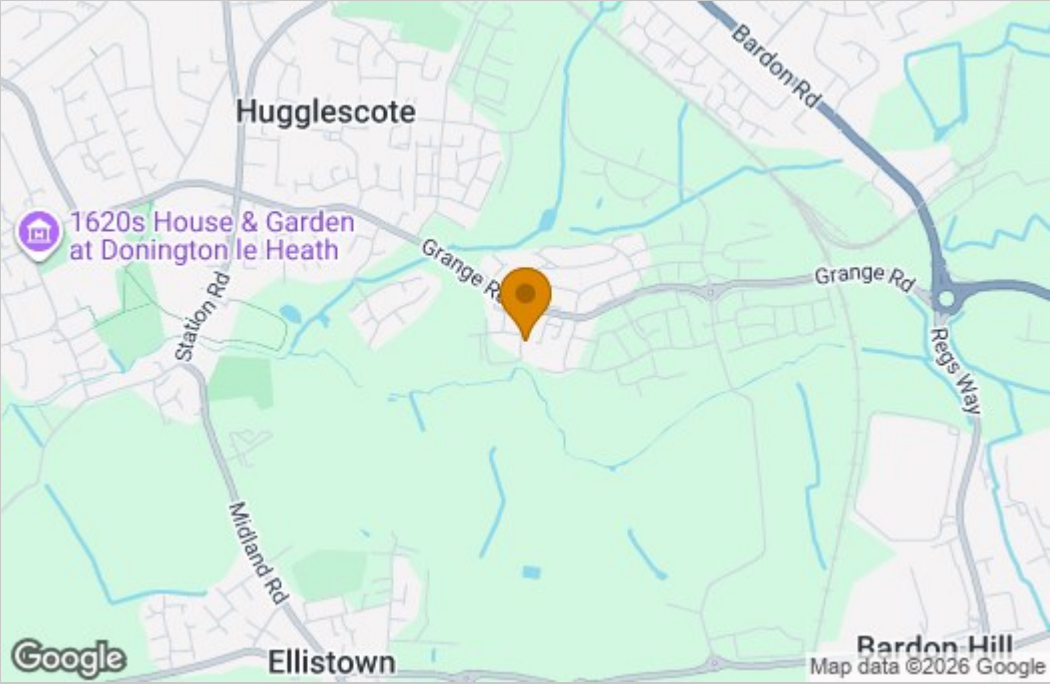 Bardon Rd
Hugglescote
1620s House & Garden
at Donington le Heath
Grange Rd
Grange Rd
Station Rd
Regs Way
Midland Rd
Ellistown
Bardon Hill
Google
Map data ©2026 Google